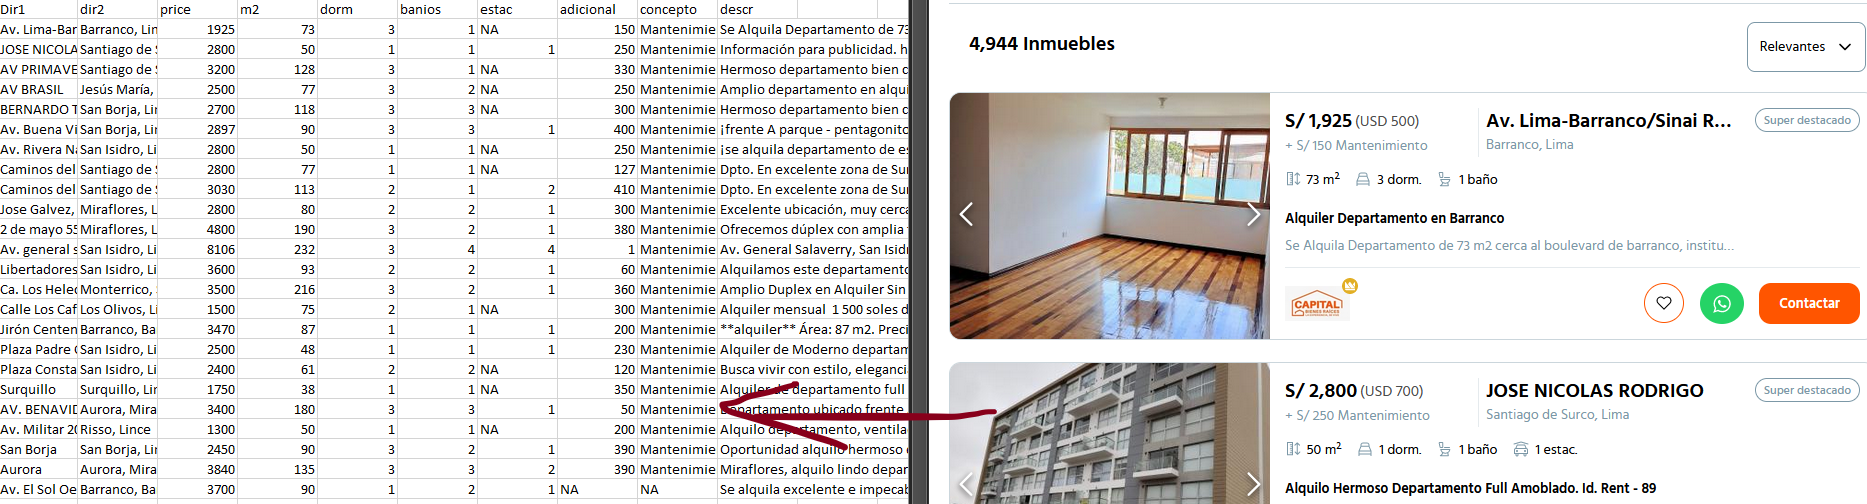 Dir1 dir2 price m2 dorm banios estac adicional concepto descr
Av. Lima-Bar Barranco, Lin 1925 73 3 1 NA 150 Mantenimie Se Alquila Departamento de 73
JOSE NICOLA Santiago de S 2800 50 1 1 1 250 Mantenimie Información para publicidad. h
AV PRIMAVE Santiago de S 3200 128 3 1 NA 330 Mantenimie Hermoso departamento bien d
AV BRASIL Jesús María, 2500 77 3 2 NA 250 Mantenimie Amplio departamento en alqui
BERNARDO T San Borja, Lir 2700 118 3 3 NA 300 Mantenimie Hermoso departamento bien d
Av. Buena Vi San Borja, Lir 2897 90 3 3 1 400 Mantenimie ¡frente A parque - pentagonito
Av. Rivera Na San Isidro, Li 2800 50 1 1 NA 250 Mantenimie ¡se alquila departamento de es
Caminos del Santiago de S 2800 77 1 1 NA 127 Mantenimie Dpto. En excelente zona de Sur
Caminos del Santiago de S 3030 113 2 1 2 410 Mantenimie Dpto. En excelente zona de Sur
Jose Galvez, Miraflores, L 2800 80 2 2 1 300 Mantenimie Excelente ubicación, muy cerca
2 de mayo 55 Miraflores, L 4800 190 3 2 1 380 Mantenimie Ofrecemos dúplex con amplia
Av. general s San Isidro, Li 8106 232 3 4 4 1 Mantenimie Av. General Salaverry, San Isidr
Libertadores San Isidro, Li 3600 93 2 2 1 60 Mantenimie Alquilamos este departamento
Ca. Los Helec Monterrico, 3500 216 3 2 1 360 Mantenimie Amplio Duplex en Alquiler Sin
Calle Los Caf Los Olivos, Li 1500 75 2 1 NA 300 Mantenimie Alquiler mensual 1 500 soles d
Jirón Centen Barranco, Ba 3470 87 1 1 1 200 Mantenimie **alquiler** Área: 87 m2. Preci
Plaza Padre San Isidro, Li 2500 48 1 1 1 230 Mantenimie Alquiler de Moderno departam
Plaza Consta San Isidro, Li 2400 61 2 2 NA 120 Mantenimie Busca vivir con estilo, elegancia
Surquillo Surquillo, Lir 1750 38 1 1 NA 350 Mantenimie Alquiler de departamento full
AV. BENAVID Aurora, Mira 3400 180 3 3 1 50 Mantenimie Departamento ubicado frente
Av. Militar 20 Risso, Lince 1300 50 1 1 NA 200 Mantenimie Alquilo departamento, ventila
San Borja San Borja, Lir 2450 90 3 2 1 390 Mantenimie Oportunidad alquilo hermoso
Aurora Aurora, Mira 3840 135 3 3 2 390 Mantenimie Miraflores, alquilo lindo depar
Av. El Sol Oe Barranco, Ba 3700 90 1 2 1 NA NA Se alquila excelente e impecab
4,944 Inmuebles
Relevantes
S/ 1,925 (USD 500)
+ S/ 150 Mantenimiento
Av. Lima-Barranco/Sinai R...
Barranco, Lima
Super destacado
73 m² 3 dorm. 1 baño
Alquiler Departamento en Barranco
Se Alquila Departamento de 73 m2 cerca al boulevard de barranco, institu...
CAPITAL
BIENES RAICES
Contactar
S/ 2,800 (USD 700)
+ S/ 250 Mantenimiento
JOSE NICOLAS RODRIGO
Santiago de Surco, Lima
Super destacado
50 m² 1 dorm. 1 baño 1 estac.
Alquilo Hermoso Departamento Full Amoblado. Id. Rent - 89